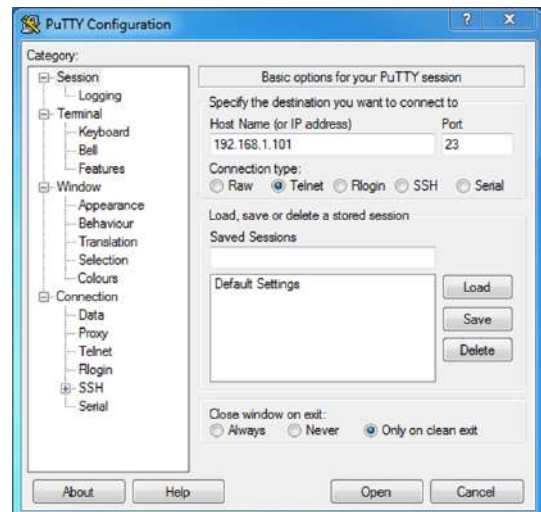 PuTTY Configuration
Category:
Session
Logging
Terminal
Keyboard
Bell
Features
Window
Appearance
Behaviour
Translation
Selection
Colours
Connection
Data
Proxy
Telnet
Rlogin
SSH
Serial
Basic options for your PuTTY session
Specify the destination you want to connect to
Host Name (or IP address) Port
192.168.1.101 23
Connection type:
Raw Telnet Rlogin SSH Serial
Load, save or delete a stored session
Saved Sessions
Default Settings
Load
Save
Delete
Close window on exit:
Always Never Only on clean exit
About Help Open Cancel